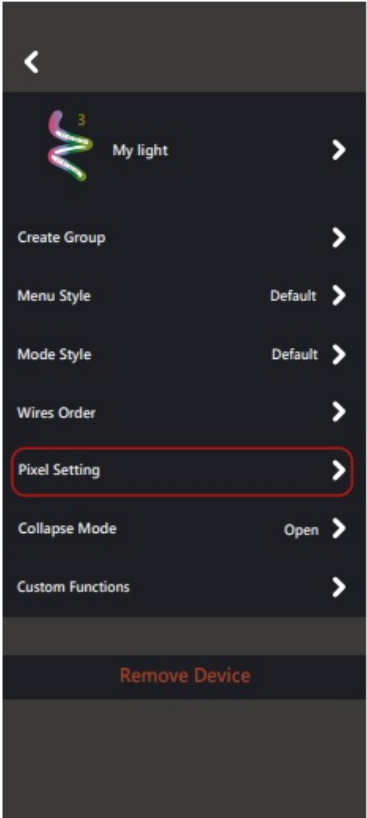 3
My light
Create Group
Menu Style Default
Mode Style Default
Wires Order
Pixel Setting
Collapse Mode Open
Custom Functions
Remove Device